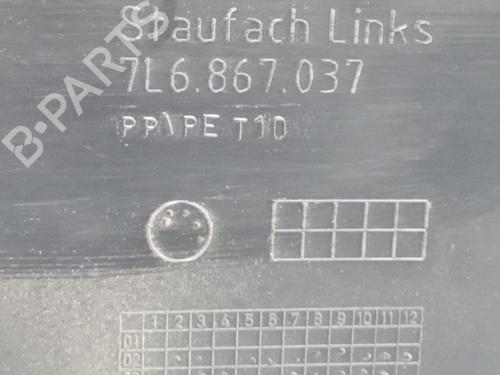 Staufach Links
7L6.867.037
PP\PE T10
B-PARTS
1 2 3 4 5 6 7 8 9 10 11 12
01
02